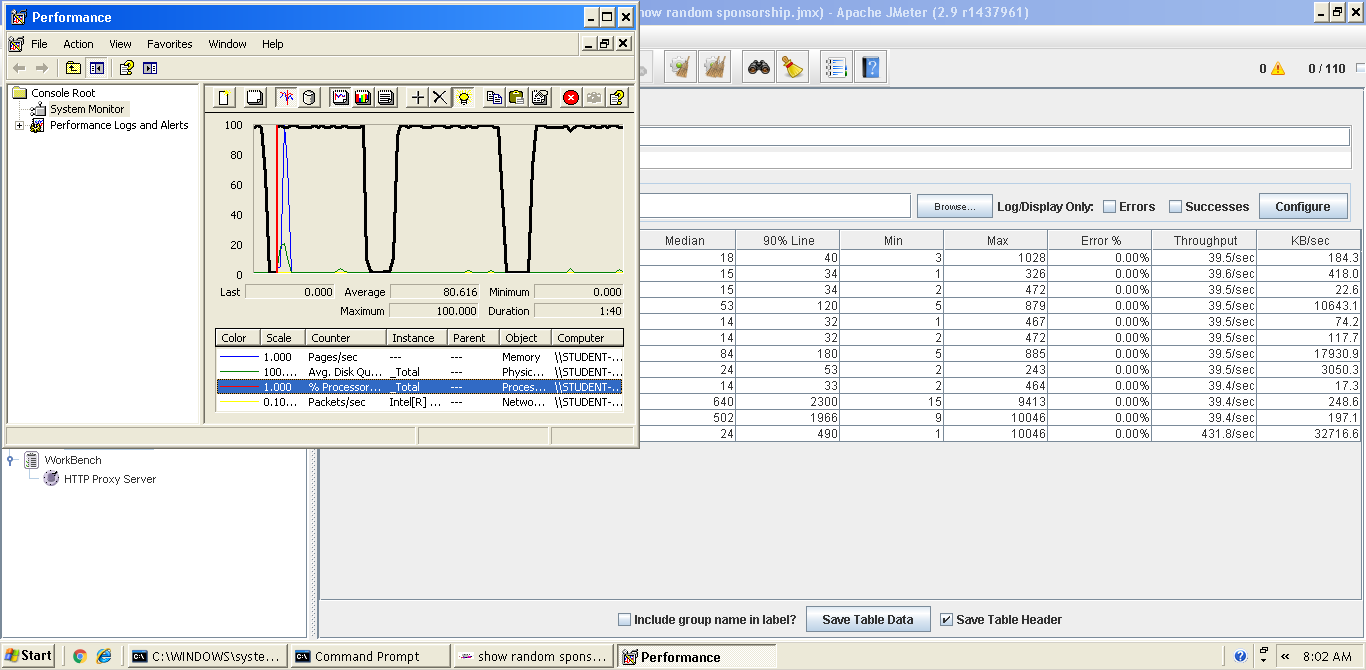 Performance
how random sponsorship.jmx) - Apache JMeter (2.9 r1437961)
File Action View Favorites Window Help
0 0 / 110
Console Root
System Monitor
Performance Logs and Alerts
100
80
60
40
20
0
Last 0.000 Average 80.616 Minimum 0.000
Maximum 100.000 Duration 1:40
Color Scale Counter Instance Parent Object Computer
1.000 Pages/sec --- --- Memory \\STUDENT-...
100.... Avg. Disk Qu... _Total --- Physic... \\STUDENT-...
1.000 % Processor... _Total --- Proces... \\STUDENT-...
0.10... Packets/sec Intel[R] ... --- Netwo... \\STUDENT-...
Browse... Log/Display Only: Errors Successes Configure
Median 90% Line Min Max Error % Throughput KB/sec
18 40 3 1028 0.00% 39.5/sec 184.3
15 34 1 326 0.00% 39.6/sec 418.0
15 34 2 472 0.00% 39.5/sec 22.6
53 120 5 879 0.00% 39.5/sec 10643.1
14 32 1 467 0.00% 39.5/sec 74.2
14 32 2 472 0.00% 39.5/sec 117.7
84 180 5 885 0.00% 39.5/sec 17930.9
24 53 2 243 0.00% 39.5/sec 3050.3
14 33 2 464 0.00% 39.4/sec 17.3
640 2300 15 9413 0.00% 39.4/sec 248.6
502 1966 9 10046 0.00% 39.4/sec 197.1
24 490 1 10046 0.00% 431.8/sec 32716.6
WorkBench
HTTP Proxy Server
Include group name in label? Save Table Data Save Table Header
Start C:\WINDOWS\syste... Command Prompt show random spons... Performance 8:02 AM